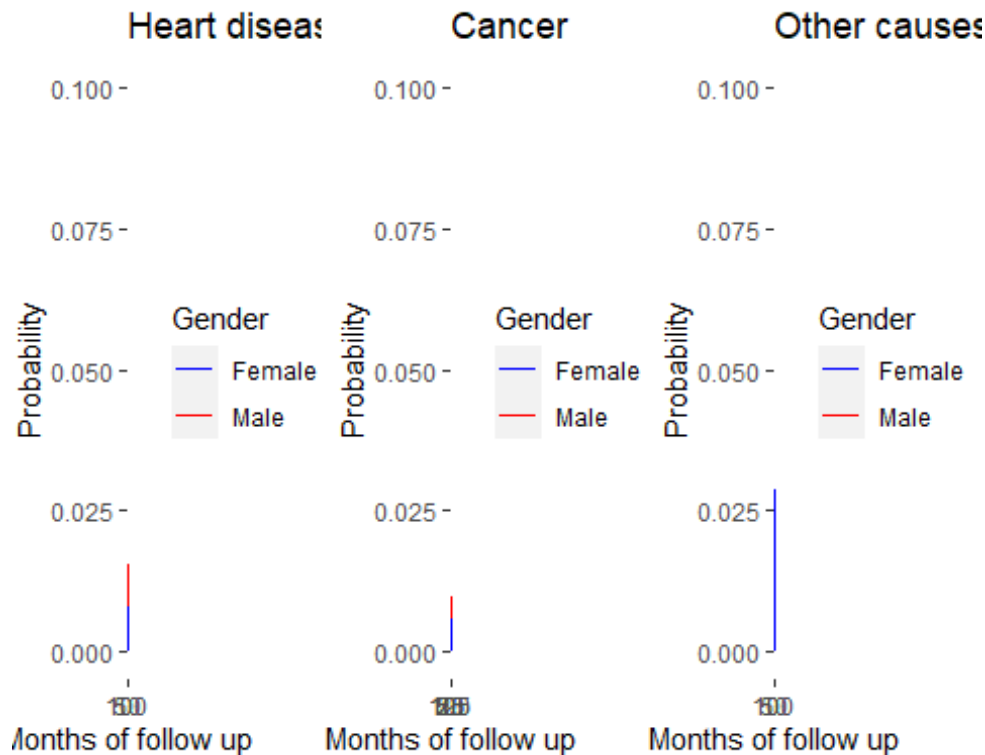 Heart diseas
Cancer
Other causes
0.100
0.075
0.050
0.025
0.000
Probability
Gender
Female
Male
Months of follow up
0.100
0.075
0.050
0.025
0.000
Probability
Gender
Female
Male
Months of follow up
0.100
0.075
0.050
0.025
0.000
Probability
Gender
Female
Male
Months of follow up